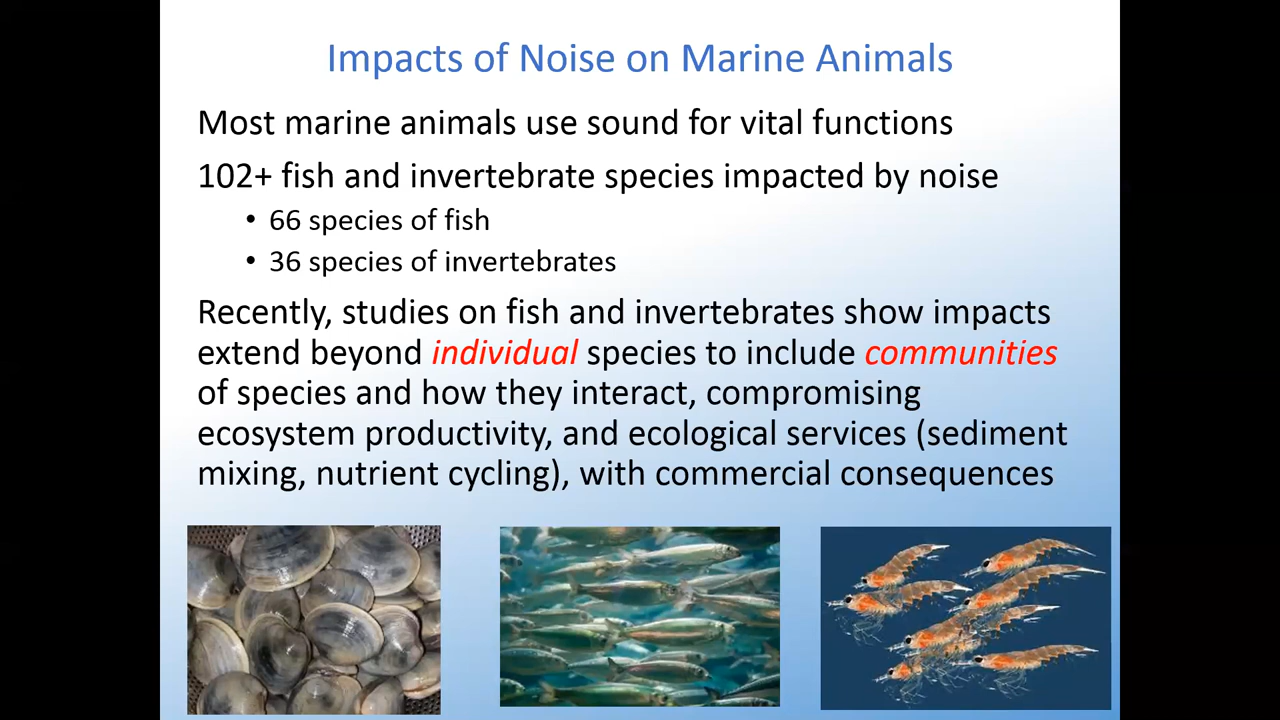 Impacts of Noise on Marine Animals
Most marine animals use sound for vital functions
102+ fish and invertebrate species impacted by noise
• 66 species of fish
• 36 species of invertebrates
Recently, studies on fish and invertebrates show impacts
extend beyond individual species to include communities
of species and how they interact, compromising
ecosystem productivity, and ecological services (sediment
mixing, nutrient cycling), with commercial consequences